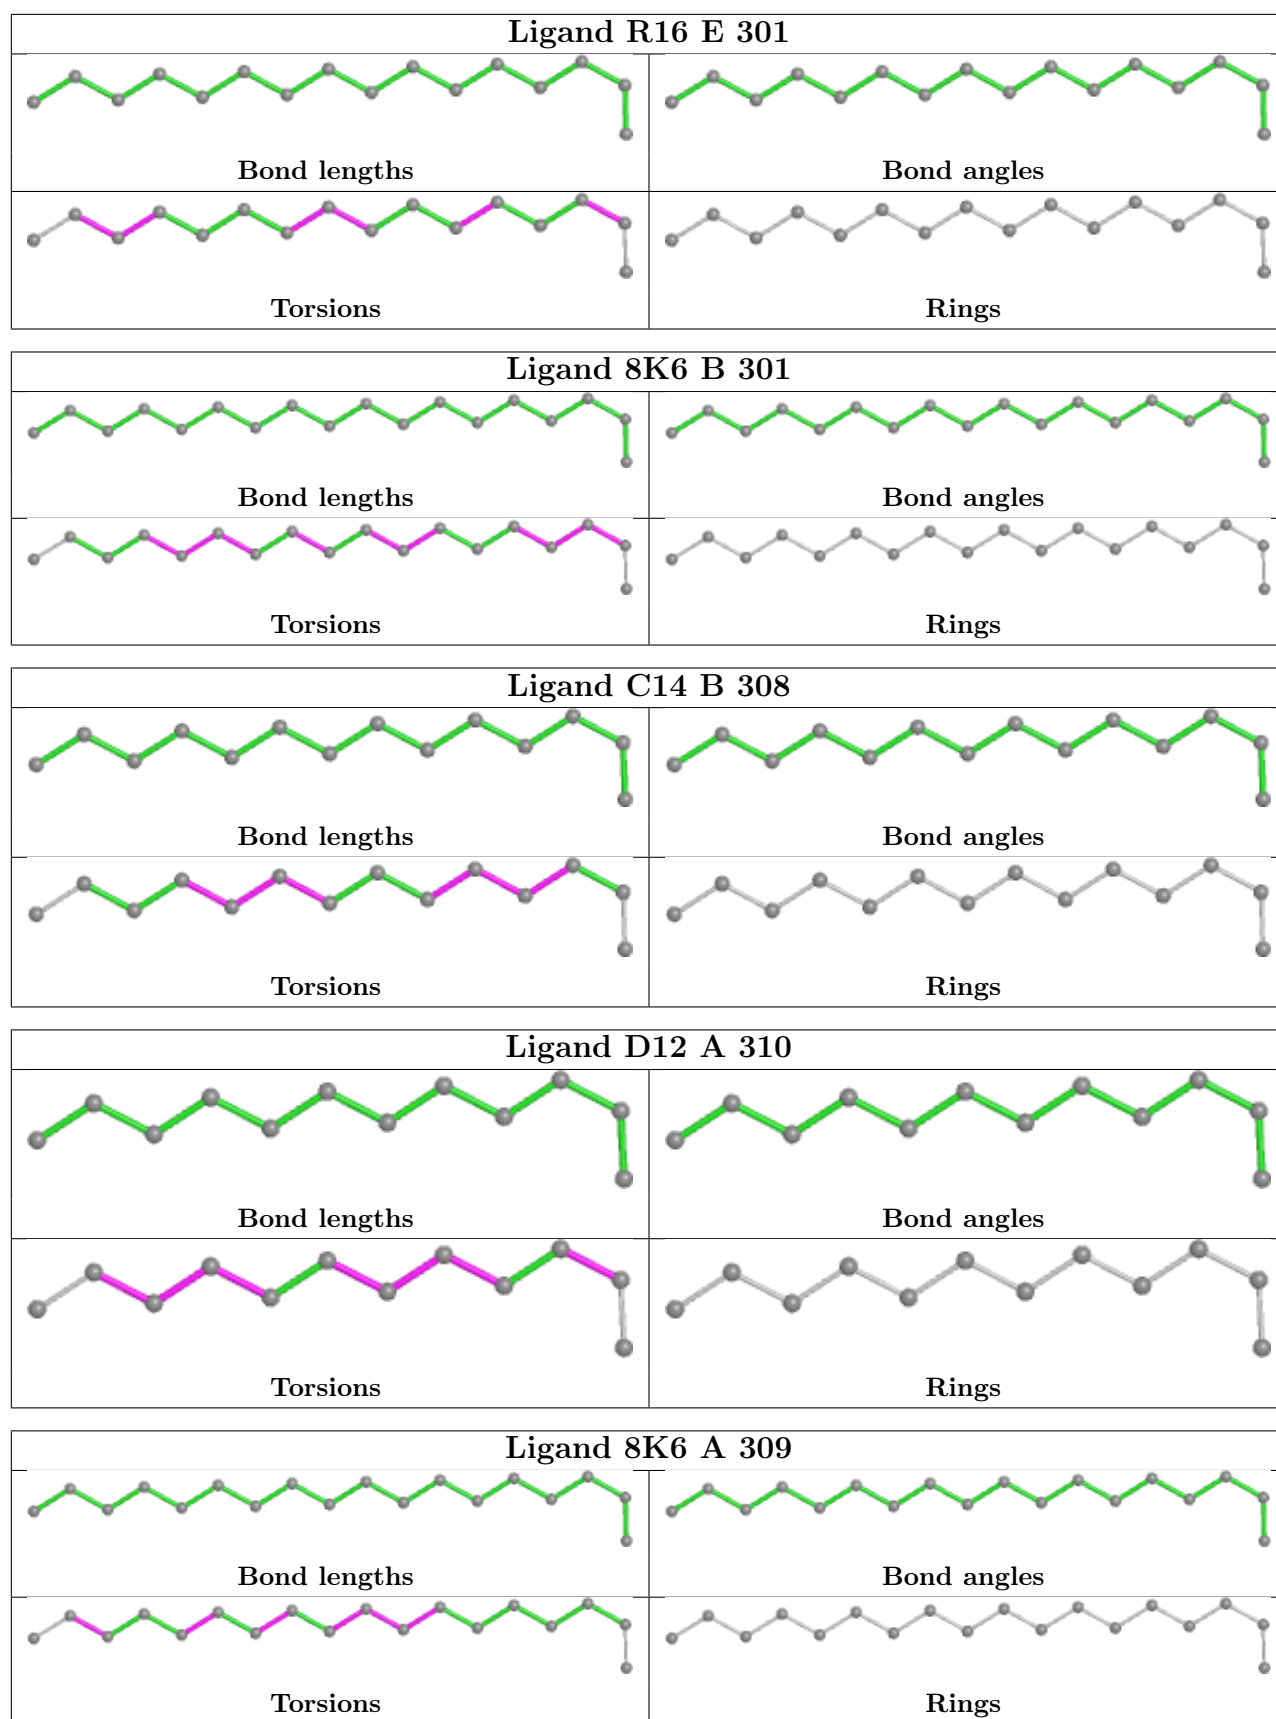 Ligand R16 E 301
Bond lengths
Bond angles
Torsions
Rings
Ligand 8K6 B 301
Bond lengths
Bond angles
Torsions
Rings
Ligand C14 B 308
Bond lengths
Bond angles
Torsions
Rings
Ligand D12 A 310
Bond lengths
Bond angles
Torsions
Rings
Ligand 8K6 A 309
Bond lengths
Bond angles
Torsions
Rings